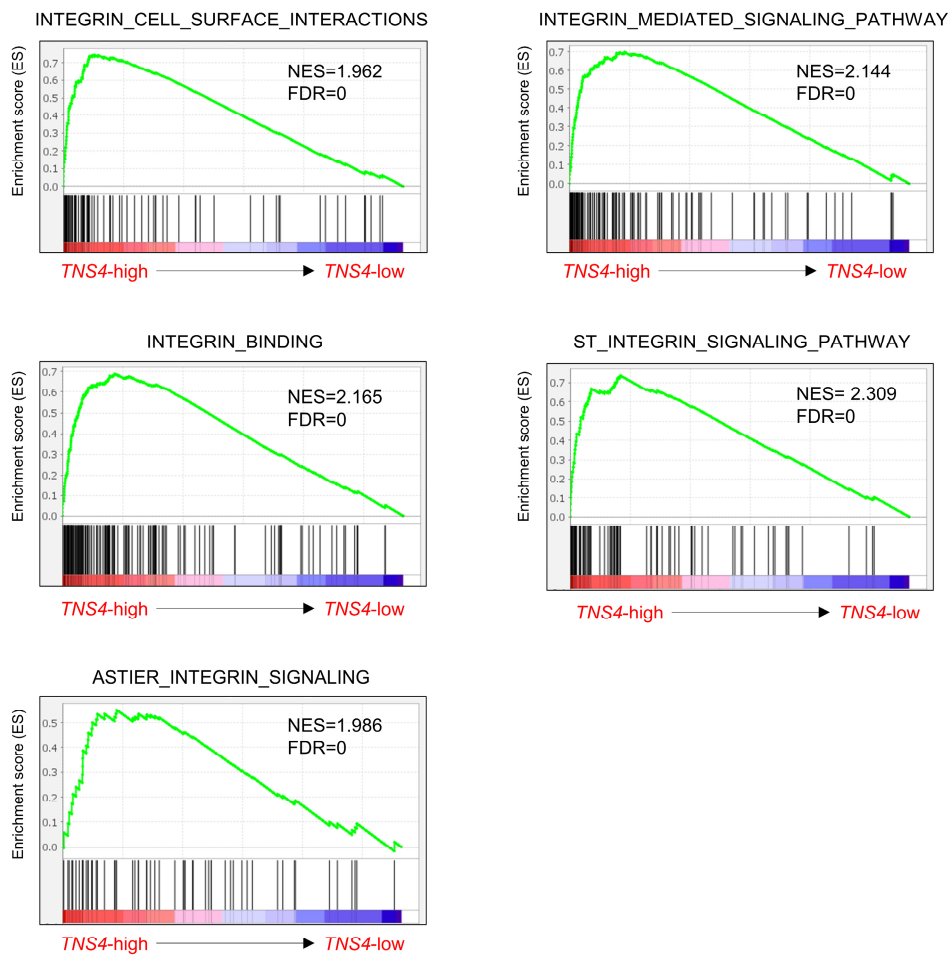 INTEGRIN_CELL_SURFACE_INTERACTIONS
Enrichment score (ES)
0.7
0.6
0.5
0.4
0.3
0.2
0.1
0.0
NES=1.962
FDR=0
TNS4-high
TNS4-low
INTEGRIN_MEDIATED_SIGNALING_PATHWAY
Enrichment score (ES)
0.7
0.6
0.5
0.4
0.3
0.2
0.1
0.0
NES=2.144
FDR=0
TNS4-high
TNS4-low
INTEGRIN_BINDING
Enrichment score (ES)
0.7
0.6
0.5
0.4
0.3
0.2
0.1
0.0
NES=2.165
FDR=0
TNS4-high
TNS4-low
ST_INTEGRIN_SIGNALING_PATHWAY
Enrichment score (ES)
0.7
0.6
0.5
0.4
0.3
0.2
0.1
0.0
NES= 2.309
FDR=0
TNS4-high
TNS4-low
ASTIER_INTEGRIN_SIGNALING
Enrichment score (ES)
0.5
0.4
0.3
0.2
0.1
0.0
NES=1.986
FDR=0
TNS4-high
TNS4-low